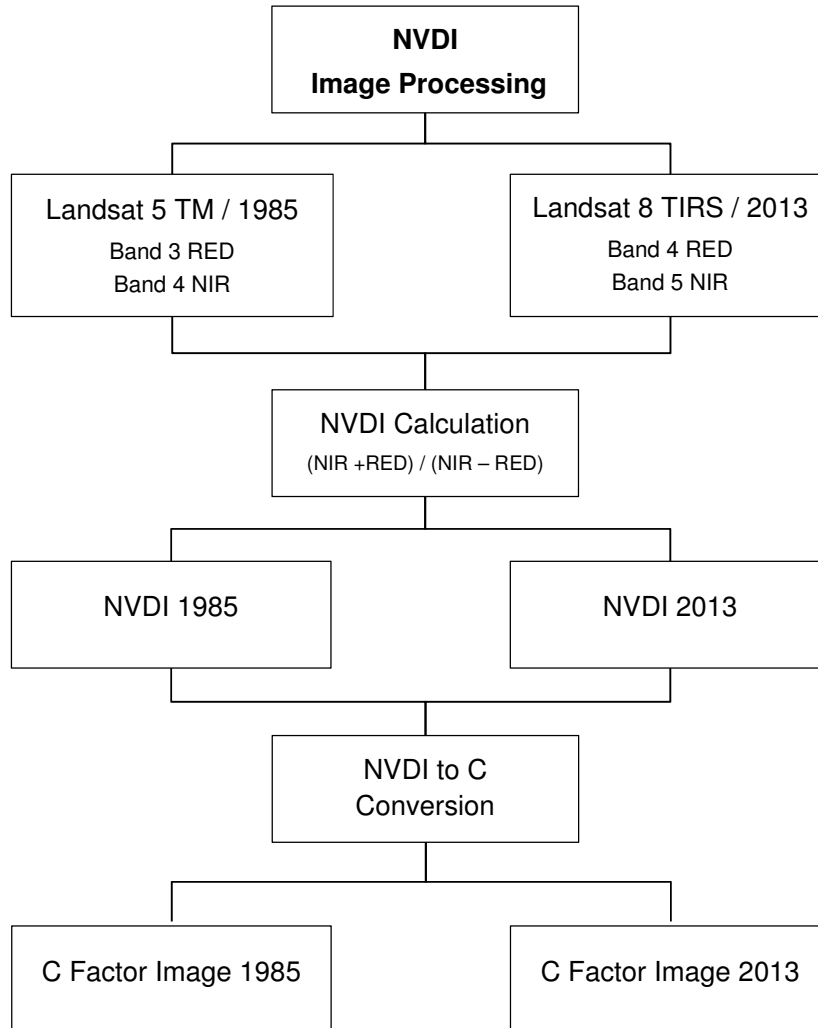 NVDI
Image Processing
Landsat 5 TM / 1985
Band 3 RED
Band 4 NIR
Landsat 8 TIRS / 2013
Band 4 RED
Band 5 NIR
NVDI Calculation
(NIR +RED) / (NIR – RED)
NVDI 1985
NVDI 2013
NVDI to C
Conversion
C Factor Image 1985
C Factor Image 2013